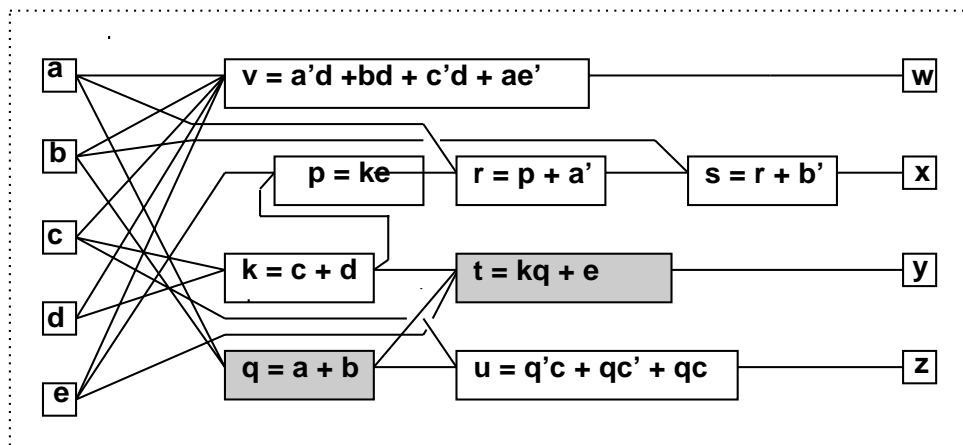 a
v = a’d +bd + c’d + ae’
w
b
p = ke
r = p + a’
s = r + b’
x
c
k = c + d
t = kq + e
y
d
q = a + b
u = q’c + qc’ + qc
z
e